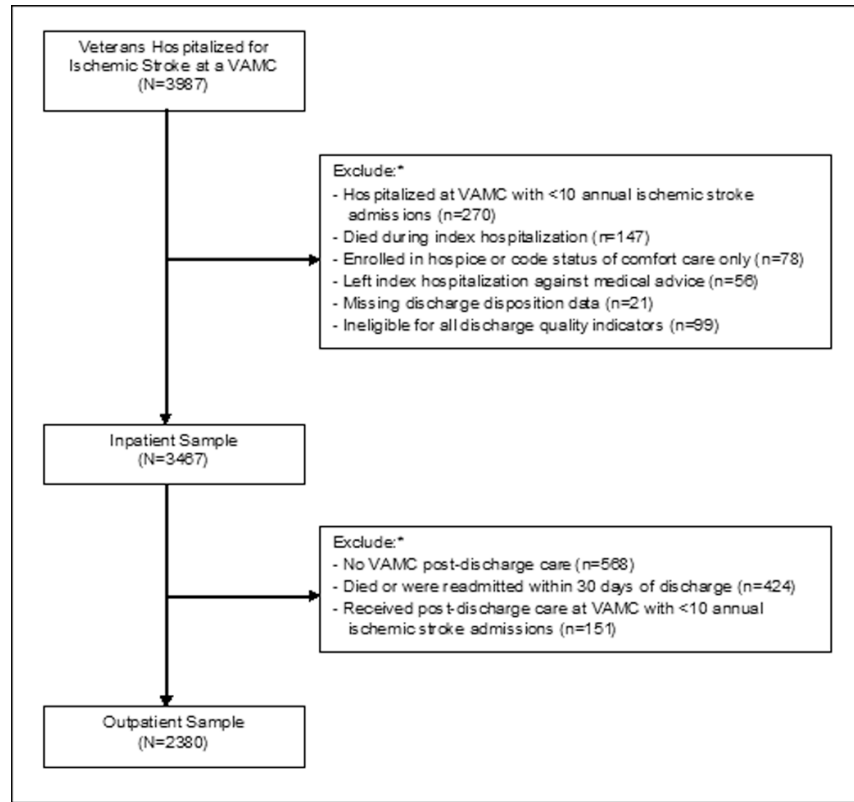 Veterans Hospitalized for
Ischemic Stroke at a VAMC
(N=3987)
Exclude:*
- Hospitalized at VAMC with <10 annual ischemic stroke
admissions (n=270)
- Died during index hospitalization (n=147)
- Enrolled in hospice or code status of comfort care only (n=78)
- Left index hospitalization against medical advice (n=56)
- Missing discharge disposition data (n=21)
- Ineligible for all discharge quality indicators (n=99)
Inpatient Sample
(N=3467)
Exclude:*
- No VAMC post-discharge care (n=568)
- Died or were readmitted within 30 days of discharge (n=424)
- Received post-discharge care at VAMC with <10 annual
ischemic stroke admissions (n=151)
Outpatient Sample
(N=2380)